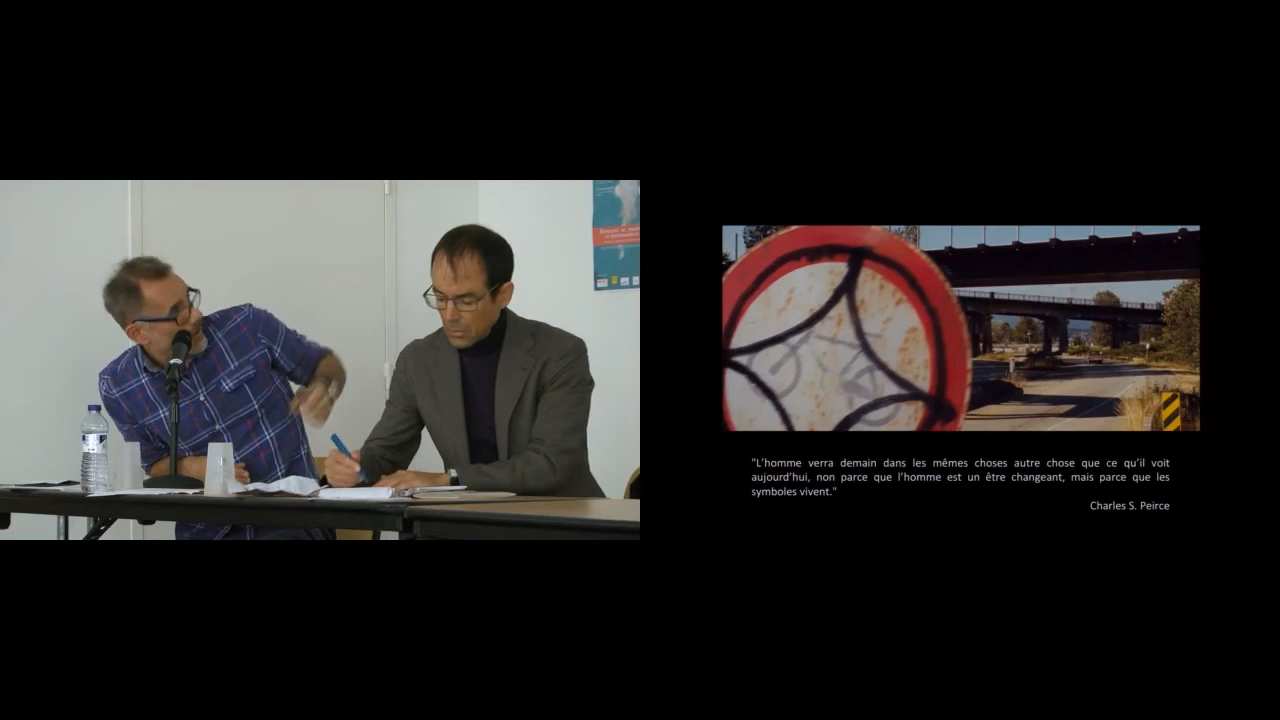 "L’homme verra demain dans les mêmes choses autre chose que ce qu’il voit
aujourd’hui, non parce que l’homme est un être changeant, mais parce que les
symboles vivent."
Charles S. Peirce